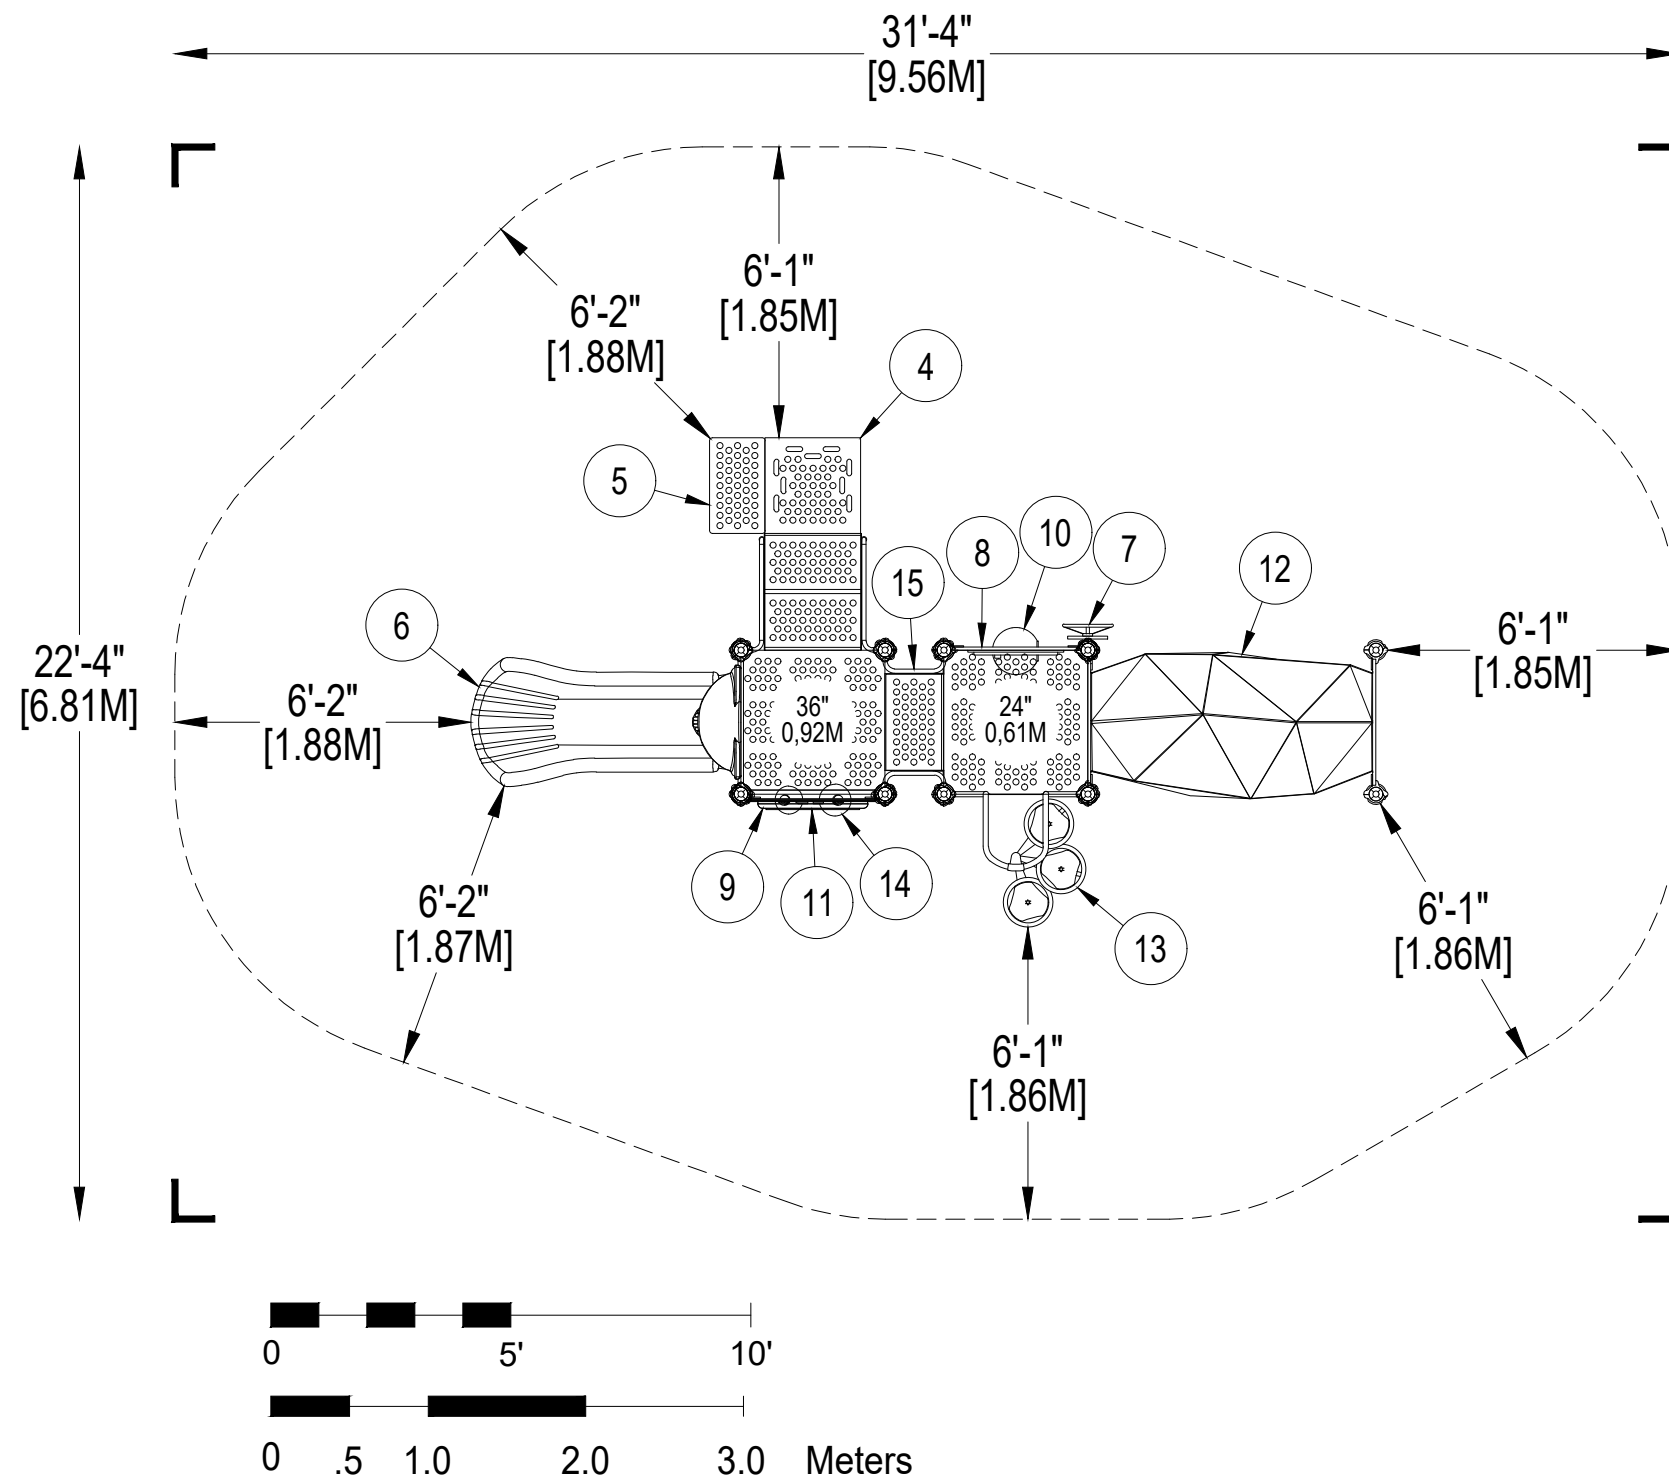 31'-4"
[9.56M]
6'-1"
[1.85M]
6'-2"
[1.88M]
4
5
10
8
7
12
15
6
22'-4"
[6.81M]
6'-1"
[1.85M]
6'-2"
[1.88M]
36"
0,92M
24"
0,61M
9
11
14
13
6'-2"
[1.87M]
6'-1"
[1.86M]
6'-1"
[1.86M]
0 5' 10'
0 .5 1.0 2.0 3.0 Meters